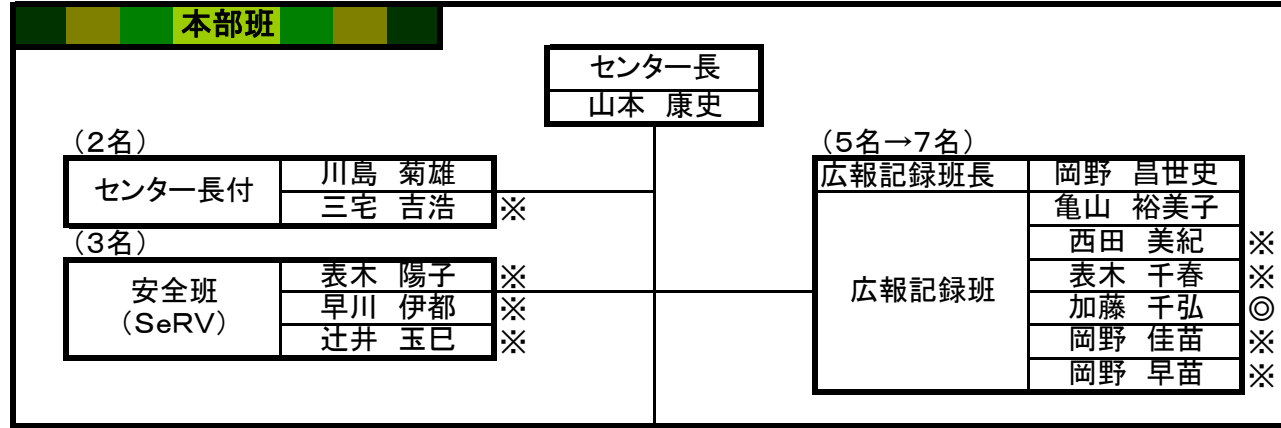 本部班
センター長
山本 康史
（2名）
センター長付
川島 菊雄
三宅 吉浩 ※
（3名）
安全班
（SeRV）
表木 陽子 ※
早川 伊都 ※
辻井 玉巳 ※
（5名→7名）
広報記録班長 岡野 昌世史
広報記録班
亀山 裕美子
西田 美紀 ※
表木 千春 ※
加藤 千弘 ◎
岡野 佳苗 ※
岡野 早苗 ※